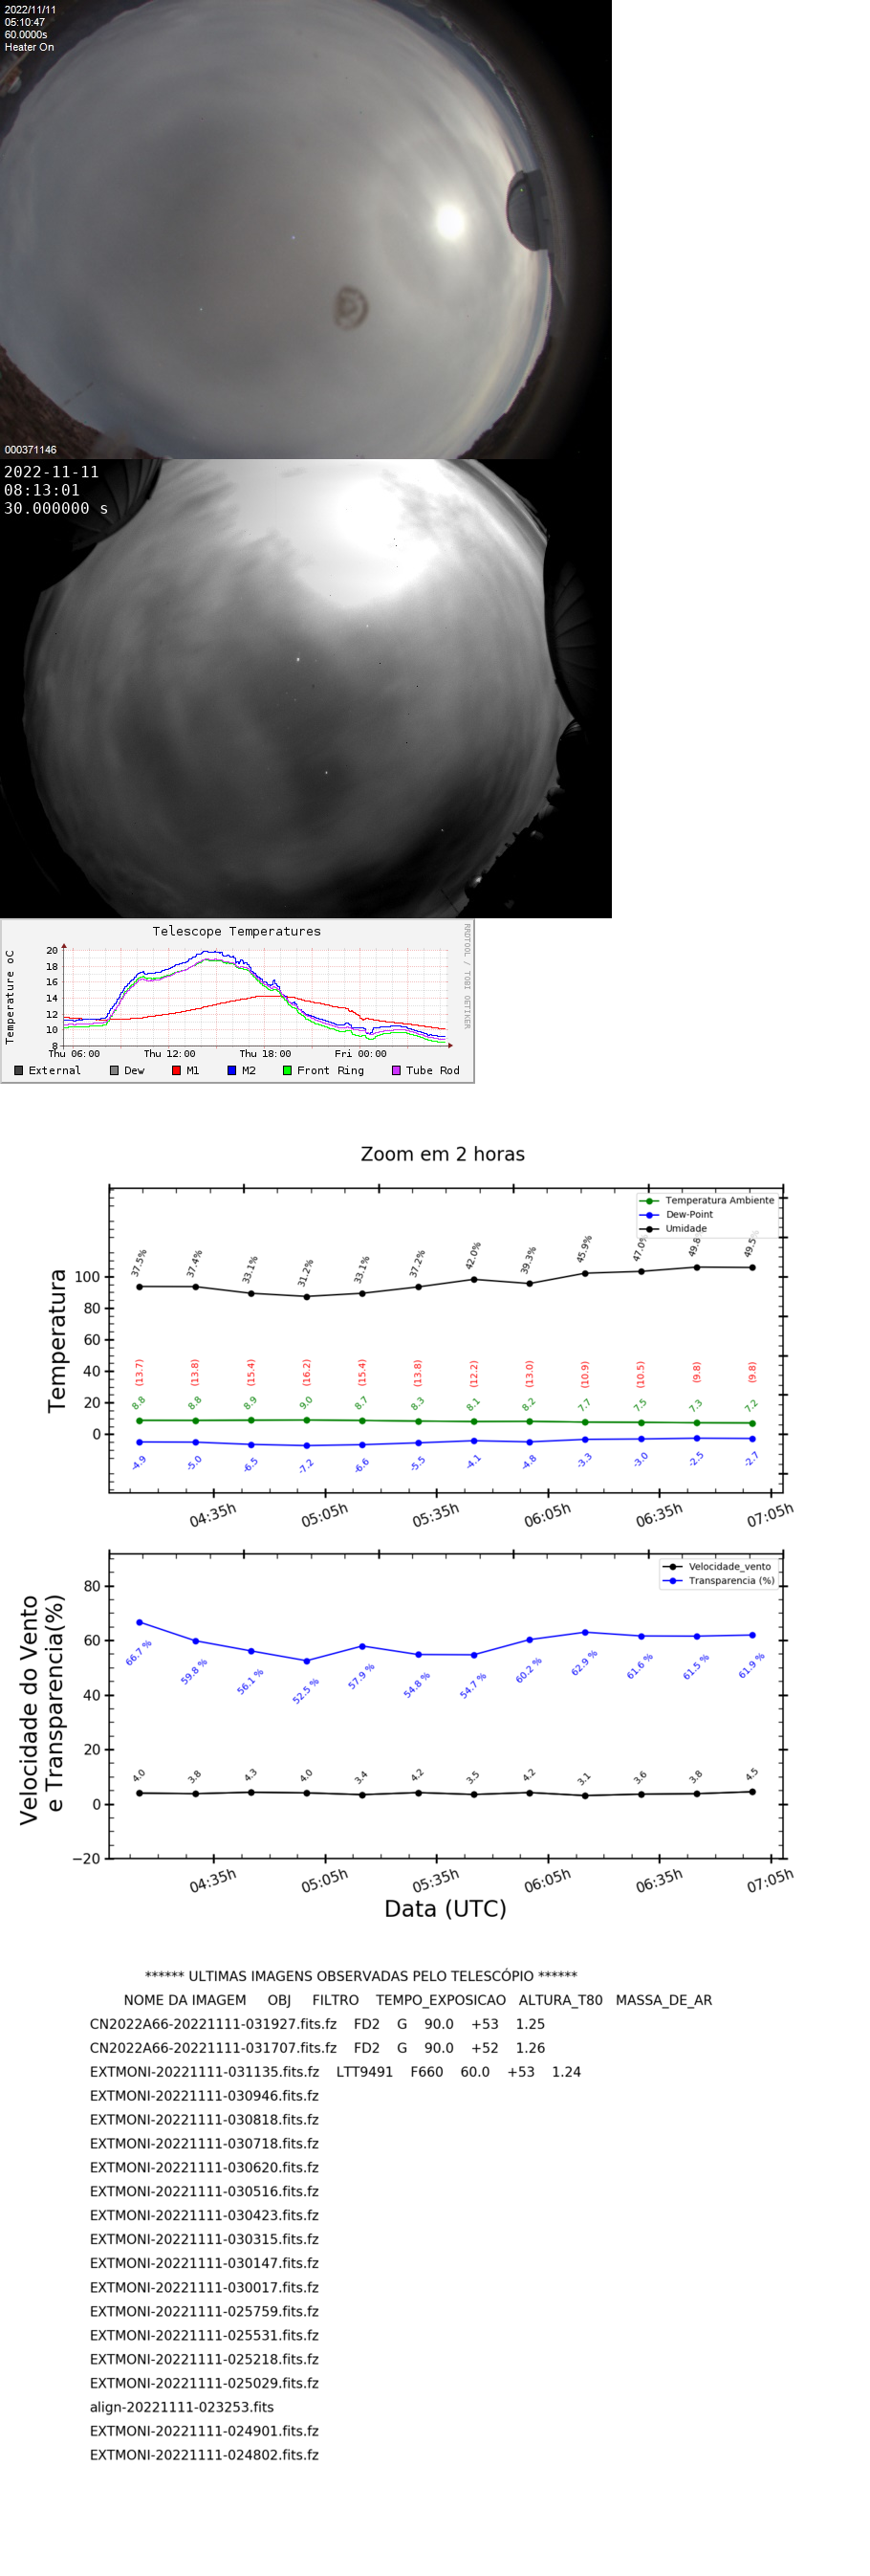 2022/11/11
05:10:47
60.0000s
Heater On
000371146
2022-11-11
08:13:01
30.000000 s
Telescope Temperatures
RRDTOOL / TOBI OETIKER
Temperature oC
20
18
16
14
12
10
8
Thu 06:00 Thu 12:00 Thu 18:00 Fri 00:00
External Dew M1 M2 Front Ring Tube Rod
Zoom em 2 horas
Temperatura Ambiente
Dew-Point
Umidade
Temperatura
100
80
60
40
20
0
37.5% 37.4% 33.1% 31.2% 33.1% 37.2% 42.0% 39.3% 45.9% 47.0% 49.8% 49.5%
(13.7) (13.8) (15.4) (16.2) (15.4) (13.8) (12.2) (13.0) (10.9) (10.5) (9.8) (9.8)
8.8 8.8 8.9 9.0 8.7 8.3 8.1 8.2 7.7 7.5 7.3 7.2
-4.9 -5.0 -6.5 -7.2 -6.6 -5.5 -4.1 -4.8 -3.3 -3.0 -2.5 -2.7
04:35h 05:05h 05:35h 06:05h 06:35h 07:05h
Velocidade_vento
Transparencia (%)
Velocidade do Vento
e Transparencia(%)
80
60
40
20
0
−20
66.7 % 59.8 % 56.1 % 52.5 % 57.9 % 54.8 % 54.7 % 60.2 % 62.9 % 61.6 % 61.5 % 61.9 %
4.0 3.8 4.3 4.0 3.4 4.2 3.5 4.2 3.1 3.6 3.8 4.5
04:35h 05:05h 05:35h 06:05h 06:35h 07:05h
Data (UTC)
****** ULTIMAS IMAGENS OBSERVADAS PELO TELESCÓPIO ******
NOME DA IMAGEM OBJ FILTRO TEMPO_EXPOSICAO ALTURA_T80 MASSA_DE_AR
CN2022A66-20221111-031927.fits.fz FD2 G 90.0 +53 1.25
CN2022A66-20221111-031707.fits.fz FD2 G 90.0 +52 1.26
EXTMONI-20221111-031135.fits.fz LTT9491 F660 60.0 +53 1.24
EXTMONI-20221111-030946.fits.fz
EXTMONI-20221111-030818.fits.fz
EXTMONI-20221111-030718.fits.fz
EXTMONI-20221111-030620.fits.fz
EXTMONI-20221111-030516.fits.fz
EXTMONI-20221111-030423.fits.fz
EXTMONI-20221111-030315.fits.fz
EXTMONI-20221111-030147.fits.fz
EXTMONI-20221111-030017.fits.fz
EXTMONI-20221111-025759.fits.fz
EXTMONI-20221111-025531.fits.fz
EXTMONI-20221111-025218.fits.fz
EXTMONI-20221111-025029.fits.fz
align-20221111-023253.fits
EXTMONI-20221111-024901.fits.fz
EXTMONI-20221111-024802.fits.fz